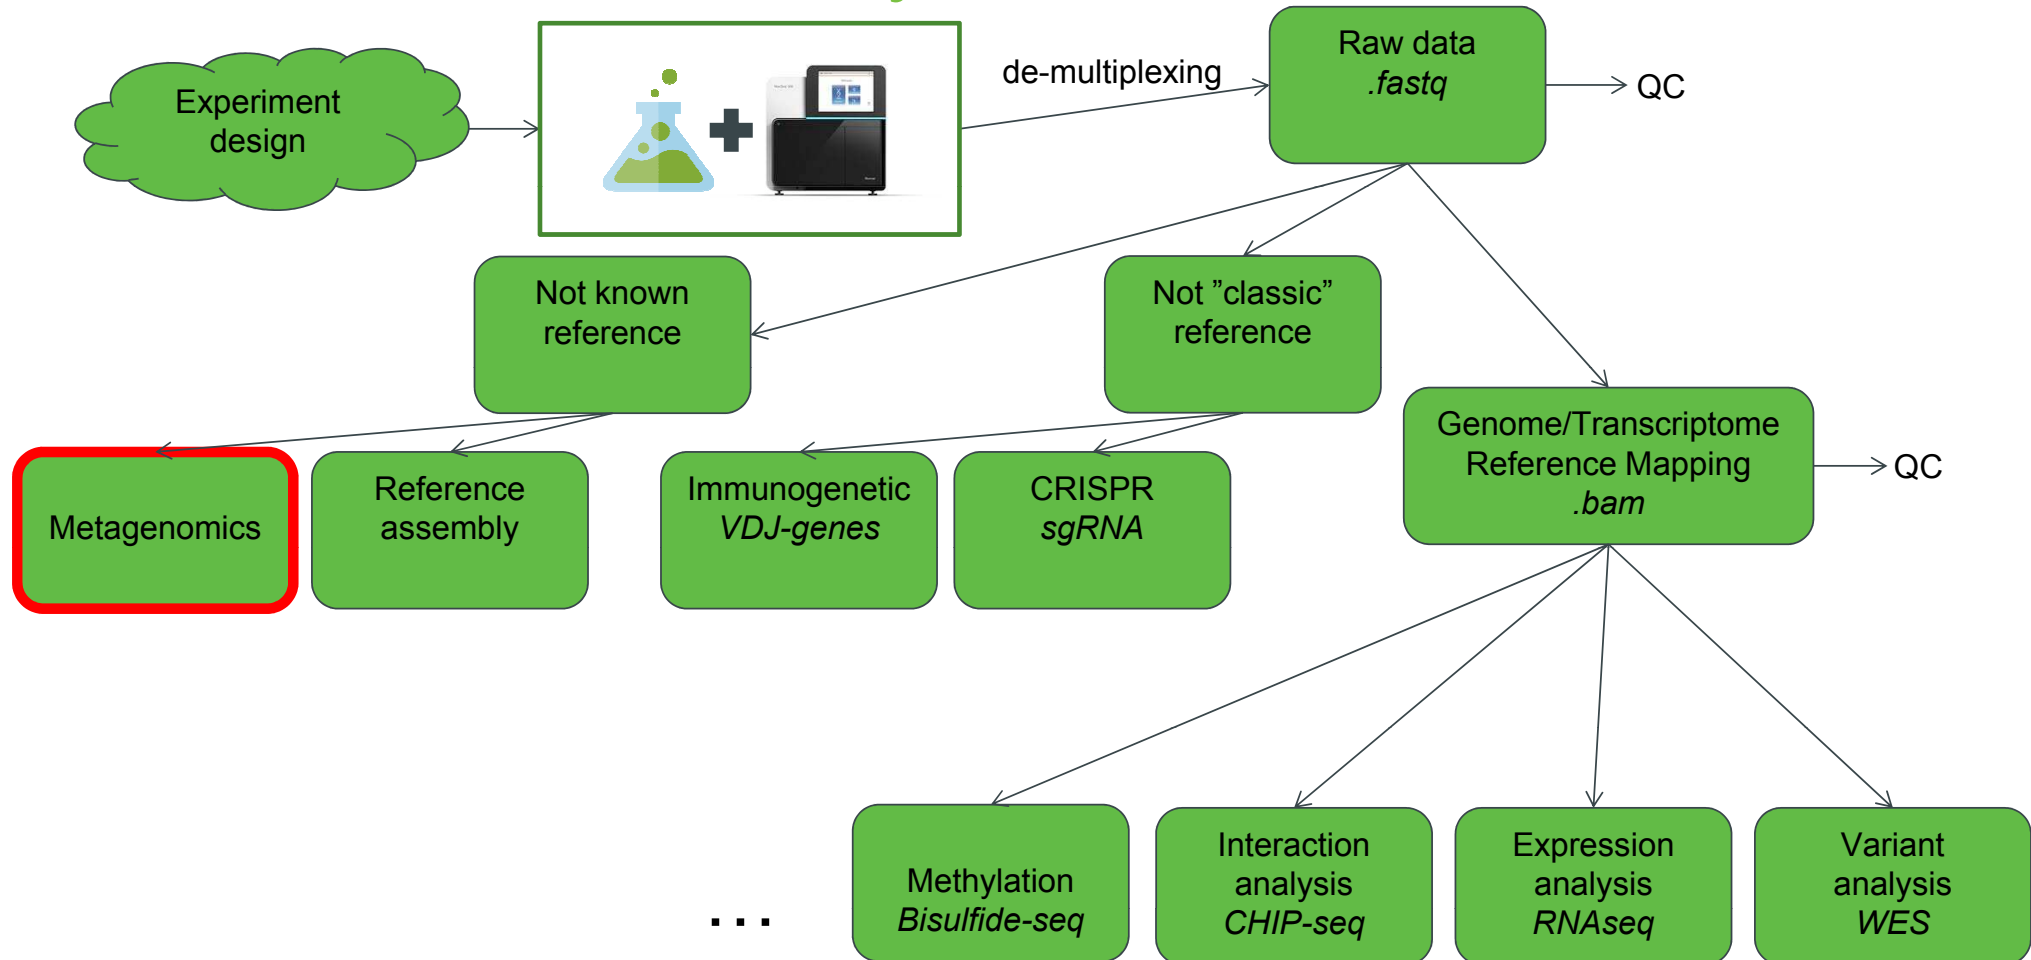 Experiment
design
de-multiplexing
Raw data
.fastq
QC
Not known
reference
Not ”classic”
reference
Genome/Transcriptome
Reference Mapping
.bam
QC
Metagenomics
Reference
assembly
Immunogenetic
VDJ-genes
CRISPR
sgRNA
...
Methylation
Bisulfide-seq
Interaction
analysis
CHIP-seq
Expression
analysis
RNAseq
Variant
analysis
WES